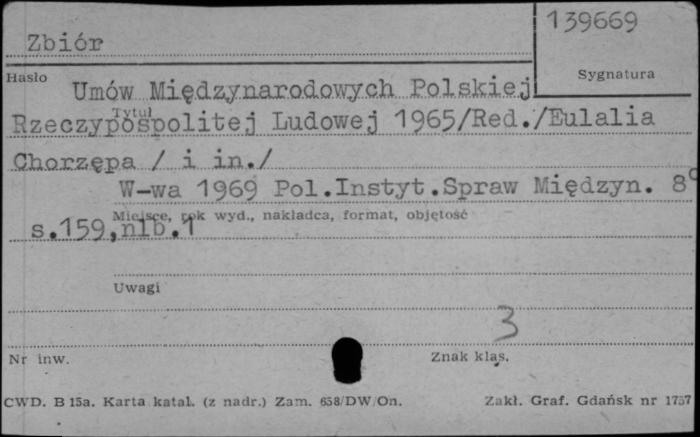 139669
Zbiór
Hasło
Sygnatura
Umów Międzynarodowych Polskiej
Tytuł
Rzeczypospolitej Ludowej 1965/Red./Eulalia
Chorzępa / i in./
W-wa 1969 Pol.Instyt.Spraw Międzyn. 8°
Miejsce, rok wyd., nakładca, format, objętość
s.159,nlb.1
Uwagi
3
Nr inw.
Znak klas.
CWD. B 15a. Karta katal. (z nadr.) Zam. 658/DW/On.
Zakł. Graf. Gdańsk nr 1757